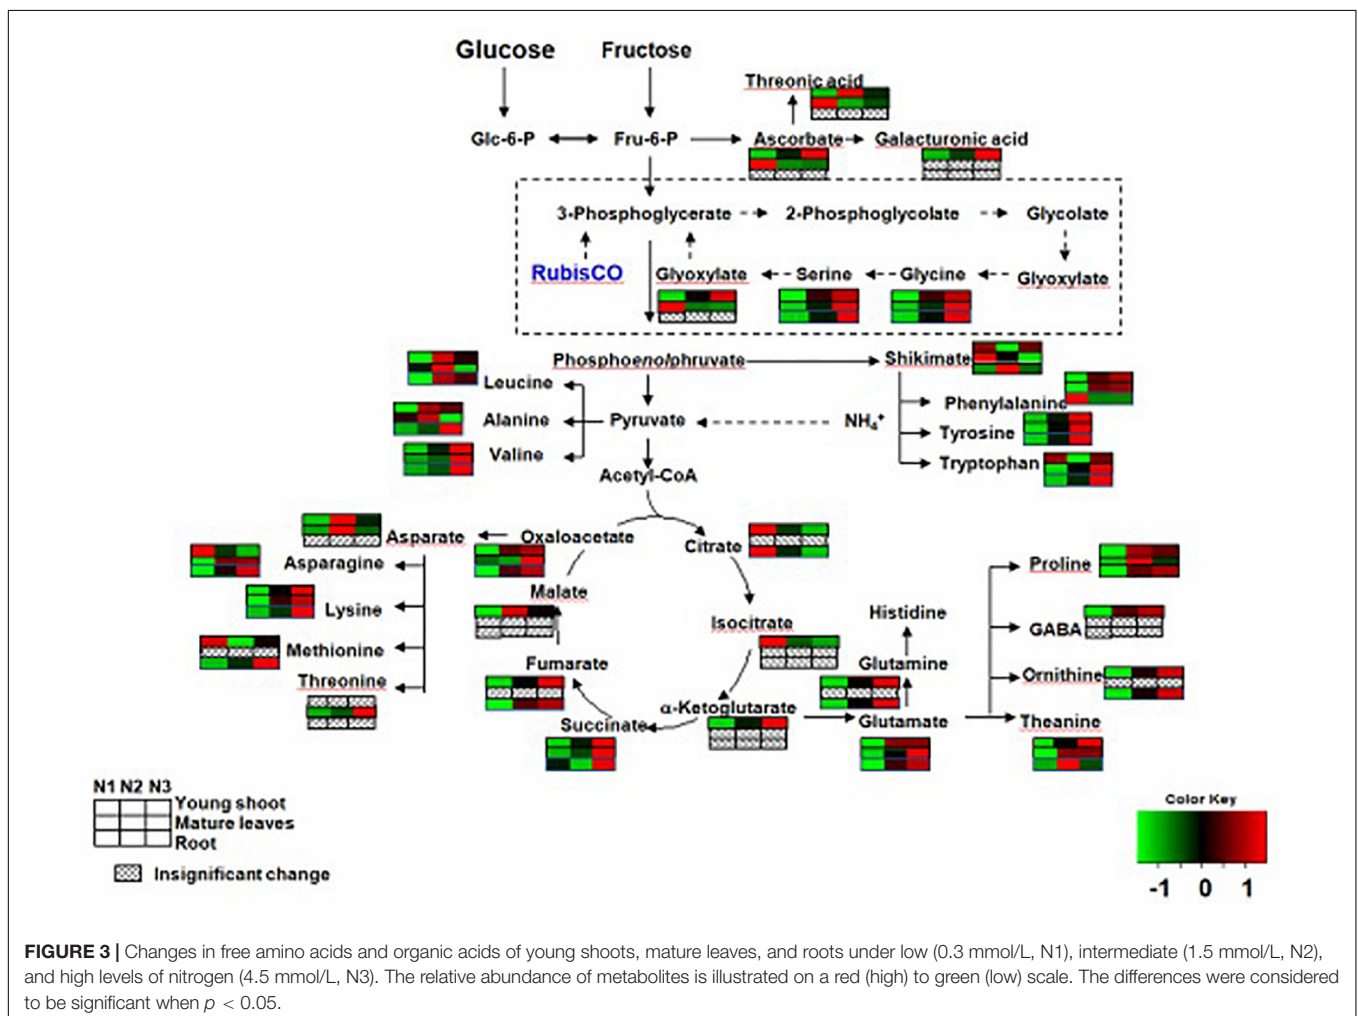 Glucose Fructose
Threonic acid
Glc-6-P Fru-6-P Ascorbate Galacturonic acid
3-Phosphoglycerate 2-Phosphoglycolate Glycolate
RubisCO Glyoxylate Serine Glycine Glyoxylate
Phosphoenolphruvate Shikimate
Leucine
Phenylalanine
Alanine Pyruvate NH4+
Tyrosine
Valine
Tryptophan
Acetyl-CoA
Asparate Oxaloacetate Citrate
Asparagine Proline
Malate
Lysine Histidine
Isocitrate GABA
Methionine
Fumarate Glutamine
Threonine Ornithine
α-Ketoglutarate
Succinate Glutamate Theanine
N1 N2 N3
Young shoot
Mature leaves
Root
Insignificant change
Color Key
-1 0 1
FIGURE 3 | Changes in free amino acids and organic acids of young shoots, mature leaves, and roots under low (0.3 mmol/L, N1), intermediate (1.5 mmol/L, N2),
and high levels of nitrogen (4.5 mmol/L, N3). The relative abundance of metabolites is illustrated on a red (high) to green (low) scale. The differences were considered
to be significant when p < 0.05.